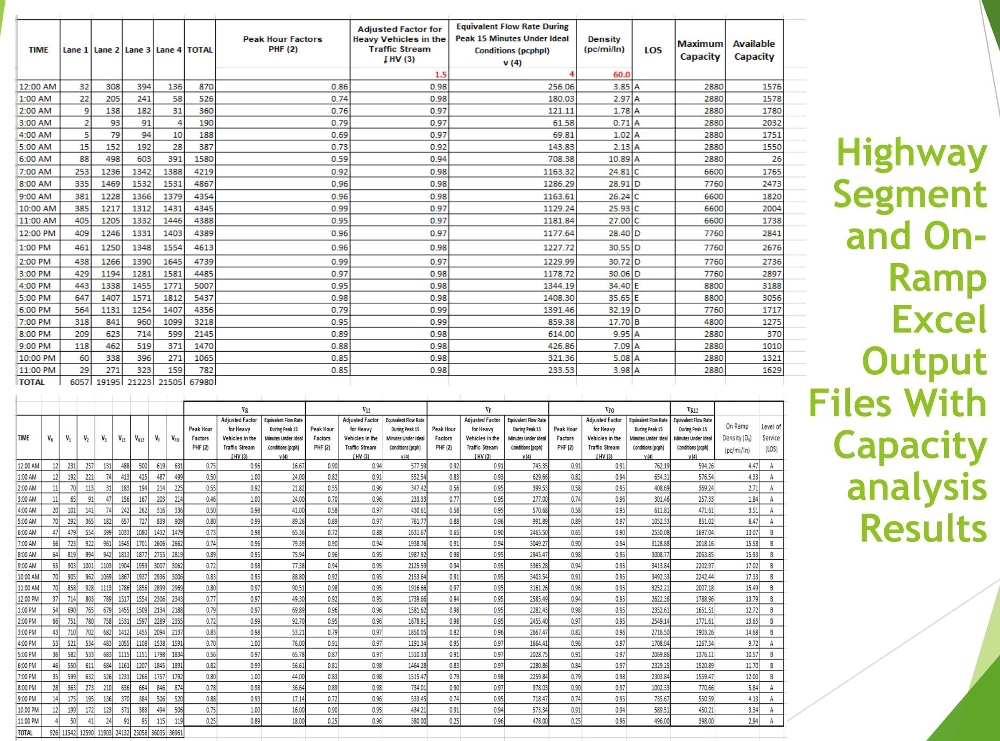 TIME Lane 1 Lane 2 Lane 3 Lane 4 TOTAL Peak Hour Factors PHF (2) Adjusted Factor for Heavy Vehicles in the Traffic Stream ∫ HV (3) Equivalent Flow Rate During Peak 15 Minutes Under Ideal Conditions (pcphpl) v (4) Density (pc/mi/ln) LOS Maximum Capacity Available Capacity
1.5 4 60.0
12:00 AM 32 308 394 136 870 0.86 0.98 256.06 3.85 A 2880 1576
1:00 AM 22 205 241 58 526 0.74 0.98 180.03 2.97 A 2880 1578
2:00 AM 9 138 182 31 360 0.76 0.97 121.11 1.78 A 2880 1780
3:00 AM 2 93 91 4 190 0.79 0.97 61.58 0.71 A 2880 2032
4:00 AM 5 79 94 10 188 0.69 0.97 69.81 1.02 A 2880 1751
5:00 AM 15 152 192 28 387 0.73 0.92 143.83 2.13 A 2880 1550
6:00 AM 88 498 603 391 1580 0.59 0.94 708.38 10.89 A 2880 26
7:00 AM 253 1236 1342 1388 4219 0.92 0.98 1163.32 24.81 C 6600 1765
8:00 AM 335 1469 1532 1531 4867 0.96 0.98 1286.29 28.91 D 7760 2473
9:00 AM 381 1228 1366 1379 4354 0.96 0.98 1163.61 26.24 C 6600 1820
10:00 AM 385 1217 1312 1431 4345 0.99 0.97 1129.24 25.93 C 6600 2004
11:00 AM 405 1205 1332 1446 4388 0.95 0.97 1181.84 27.00 C 6600 1738
12:00 PM 409 1246 1331 1403 4389 0.96 0.97 1177.64 28.40 D 7760 2841
1:00 PM 461 1250 1348 1554 4613 0.96 0.98 1227.72 30.55 D 7760 2676
2:00 PM 438 1266 1390 1645 4739 0.99 0.97 1229.99 30.72 D 7760 2736
3:00 PM 429 1194 1281 1581 4485 0.97 0.98 1178.72 30.06 D 7760 2897
4:00 PM 443 1338 1455 1771 5007 0.95 0.98 1344.19 34.40 E 8800 3188
5:00 PM 647 1407 1571 1812 5437 0.98 0.98 1408.30 35.65 E 8800 3056
6:00 PM 564 1131 1254 1407 4356 0.79 0.99 1391.46 32.19 D 7760 1717
7:00 PM 318 841 960 1099 3218 0.95 0.99 859.38 17.70 B 4800 1275
8:00 PM 209 623 714 599 2145 0.89 0.98 614.00 9.95 A 2880 370
9:00 PM 118 462 519 371 1470 0.88 0.98 426.86 7.09 A 2880 1010
10:00 PM 60 338 396 271 1065 0.85 0.98 321.36 5.08 A 2880 1321
11:00 PM 29 271 323 159 782 0.85 0.98 233.53 3.98 A 2880 1629
TOTAL 6057 19195 21223 21505 67980
VR V12 VF VFO VR12
TIME VR V1 V2 V3 V12 VR12 VF VFO Peak Hour Factors PHF (2) Adjusted Factor for Heavy Vehicles in the Traffic Stream ∫ HV (3) Equivalent Flow Rate During Peak 15 Minutes Under Ideal Conditions (pcph) v (4) Peak Hour Factors PHF (2) Adjusted Factor for Heavy Vehicles in the Traffic Stream ∫ HV (3) Equivalent Flow Rate During Peak 15 Minutes Under Ideal Conditions (pcph) v (4) Peak Hour Factors PHF (2) Adjusted Factor for Heavy Vehicles in the Traffic Stream ∫ HV (3) Equivalent Flow Rate During Peak 15 Minutes Under Ideal Conditions (pcph) v (4) Peak Hour Factors PHF (2) Adjusted Factor for Heavy Vehicles in the Traffic Stream ∫ HV (3) Equivalent Flow Rate During Peak 15 Minutes Under Ideal Conditions (pcph) v (4) Equivalent Flow Rate During Peak 15 Minutes Under Ideal Conditions (pcph) v (4) On Ramp Density (DR) (pc/mi/ln) Level of Service (LOS)
12:00 AM 12 231 257 131 488 500 619 631 0.75 0.96 16.67 0.90 0.94 577.59 0.92 0.91 745.35 0.91 0.91 762.19 594.26 4.47 A
1:00 AM 12 192 221 74 413 425 487 499 0.50 1.00 24.00 0.82 0.91 552.54 0.83 0.93 629.66 0.82 0.94 654.31 576.54 4.33 A
2:00 AM 11 70 113 31 183 194 214 225 0.55 0.92 21.82 0.55 0.96 347.42 0.56 0.95 399.53 0.58 0.95 408.69 369.24 2.71 A
3:00 AM 11 65 91 47 156 167 203 214 0.46 1.00 24.00 0.70 0.96 233.33 0.77 0.95 277.00 0.74 0.96 301.46 257.33 1.84 A
4:00 AM 20 101 141 74 242 262 316 336 0.50 0.98 41.00 0.58 0.97 430.61 0.58 0.95 570.68 0.58 0.95 611.81 471.61 3.51 A
5:00 AM 70 292 365 182 657 727 839 909 0.80 0.99 89.26 0.89 0.97 761.77 0.88 0.96 991.89 0.89 0.97 1052.33 851.02 6.47 A
6:00 AM 47 479 554 399 1033 1080 1432 1479 0.73 0.98 65.36 0.72 0.88 1631.67 0.65 0.90 2465.50 0.65 0.90 2530.08 1697.04 13.07 B
7:00 AM 56 723 922 961 1645 1701 2606 2662 0.74 0.96 79.39 0.90 0.94 1938.76 0.91 0.94 3049.27 0.90 0.94 3128.88 2018.16 15.58 B
8:00 AM 64 819 994 942 1813 1877 2755 2819 0.89 0.95 75.94 0.96 0.95 1987.92 0.98 0.95 2945.47 0.98 0.95 3008.77 2063.85 15.93 B
9:00 AM 55 903 1001 1103 1904 1959 3007 3062 0.72 0.98 77.38 0.94 0.95 2125.59 0.94 0.95 3365.28 0.94 0.95 3413.84 2202.97 17.02 B
10:00 AM 70 905 962 1069 1867 1937 2936 3006 0.83 0.95 88.80 0.92 0.95 2153.64 0.91 0.95 3403.54 0.91 0.95 3492.33 2242.44 17.33 B
11:00 AM 70 858 928 1113 1786 1856 2899 2969 0.80 0.97 90.51 0.98 0.95 1916.66 0.97 0.95 3161.26 0.96 0.95 3252.21 2007.18 15.49 B
12:00 PM 37 714 803 789 1517 1554 2306 2343 0.77 0.97 49.30 0.92 0.95 1739.66 0.94 0.95 2585.49 0.94 0.95 2622.36 1788.96 13.79 B
1:00 PM 54 690 765 679 1455 1509 2134 2188 0.79 0.97 69.89 0.96 0.96 1581.62 0.98 0.95 2282.43 0.98 0.95 2352.61 1651.51 12.72 B
2:00 PM 66 751 780 758 1531 1597 2289 2355 0.72 0.99 92.70 0.95 0.96 1678.91 0.98 0.96 2455.40 0.97 0.95 2549.14 1771.61 13.65 B
3:00 PM 43 710 702 682 1412 1455 2094 2137 0.83 0.98 53.21 0.79 0.97 1850.05 0.82 0.96 2667.47 0.82 0.96 2716.50 1903.26 14.68 B
4:00 PM 53 521 534 483 1055 1108 1538 1591 0.70 1.00 76.00 0.91 0.97 1191.34 0.95 0.97 1664.41 0.96 0.97 1708.04 1267.34 9.72 A
5:00 PM 36 582 533 683 1115 1151 1798 1834 0.56 0.97 65.78 0.87 0.97 1310.33 0.91 0.97 2028.75 0.91 0.97 2069.86 1376.11 10.57 B
6:00 PM 46 550 611 684 1161 1207 1845 1891 0.82 0.99 56.61 0.81 0.98 1464.28 0.83 0.97 2280.86 0.84 0.97 2329.25 1520.89 11.70 B
7:00 PM 35 599 632 526 1231 1266 1757 1792 0.80 1.00 44.00 0.83 0.98 1515.47 0.79 0.98 2259.84 0.79 0.98 2303.84 1559.47 12.00 B
8:00 PM 28 363 273 210 636 664 846 874 0.78 0.98 36.64 0.89 0.98 734.01 0.90 0.97 978.03 0.90 0.97 1002.33 770.66 5.84 A
9:00 PM 14 175 195 136 370 384 506 520 0.88 0.93 17.14 0.72 0.96 533.45 0.74 0.95 718.47 0.74 0.95 735.67 550.59 4.13 A
10:00 PM 12 199 172 123 371 383 494 506 0.75 1.00 16.00 0.90 0.95 434.21 0.91 0.94 573.34 0.91 0.94 589.51 450.21 3.34 A
11:00 PM 4 50 41 24 91 95 115 119 0.25 0.89 18.00 0.25 0.96 380.00 0.25 0.96 478.00 0.25 0.96 496.00 398.00 2.94 A
TOTAL 926 11542 12590 11903 24132 25058 36035 36961
Highway
Segment
and On-
Ramp
Excel
Output
Files With
Capacity
analysis
Results